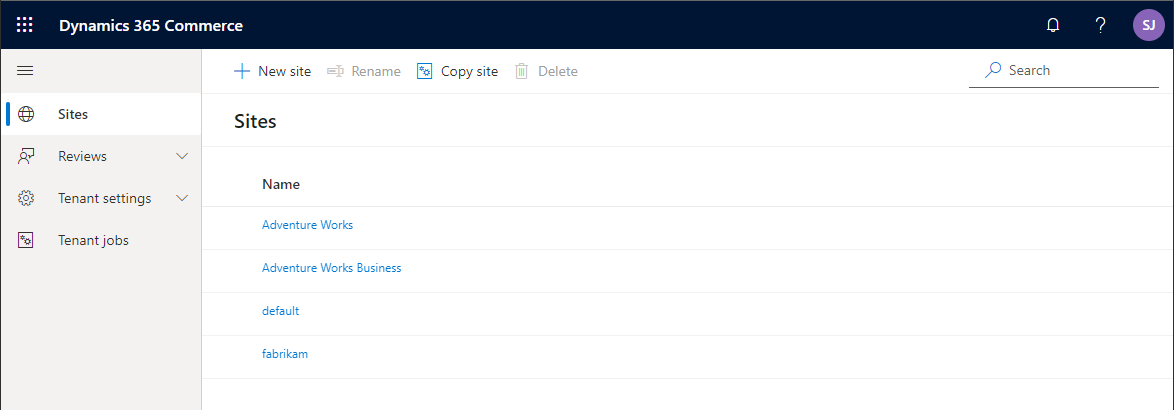 Dynamics 365 Commerce
SJ
New site Rename Copy site Delete Search
Sites
Reviews
Tenant settings
Tenant jobs
Sites
Name
Adventure Works
Adventure Works Business
default
fabrikam